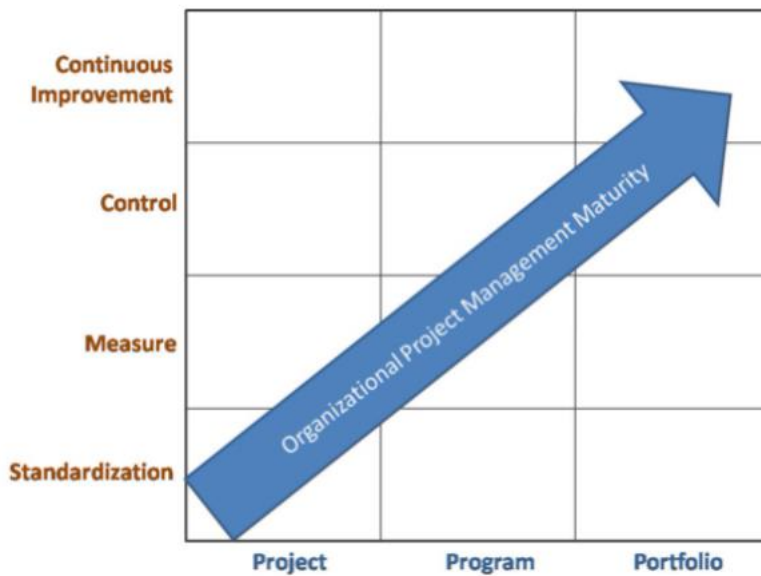 Continuous
Improvement
Control
Measure
Standardization
Organizational Project Management Maturity
Project
Program
Portfolio